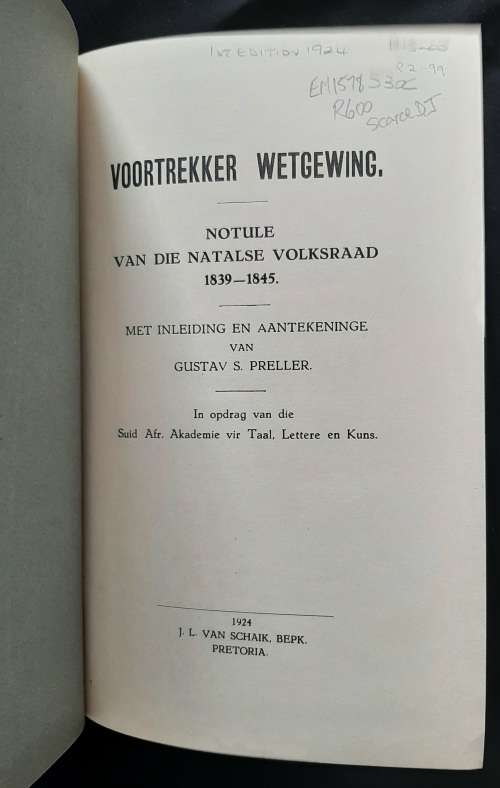 1ST EDITION 1924
EM1578
R600
Scarce DJ
VOORTREKKER WETGEWING.
NOTULE
VAN DIE NATALSE VOLKSRAAD
1839—1845.
MET INLEIDING EN AANTEKENINGE
VAN
GUSTAV S. PRELLER.
In opdrag van die
Suid Afr. Akademie vir Taal, Lettere en Kuns.
1924
J. L. VAN SCHAIK, BEPK.
PRETORIA.